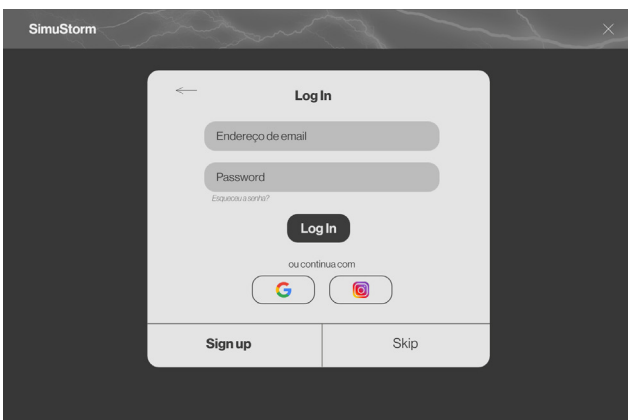 SimuStorm
Log In
Endereço de email
Password
Esqueceu a senha?
Log In
ou continua com
Sign up
Skip